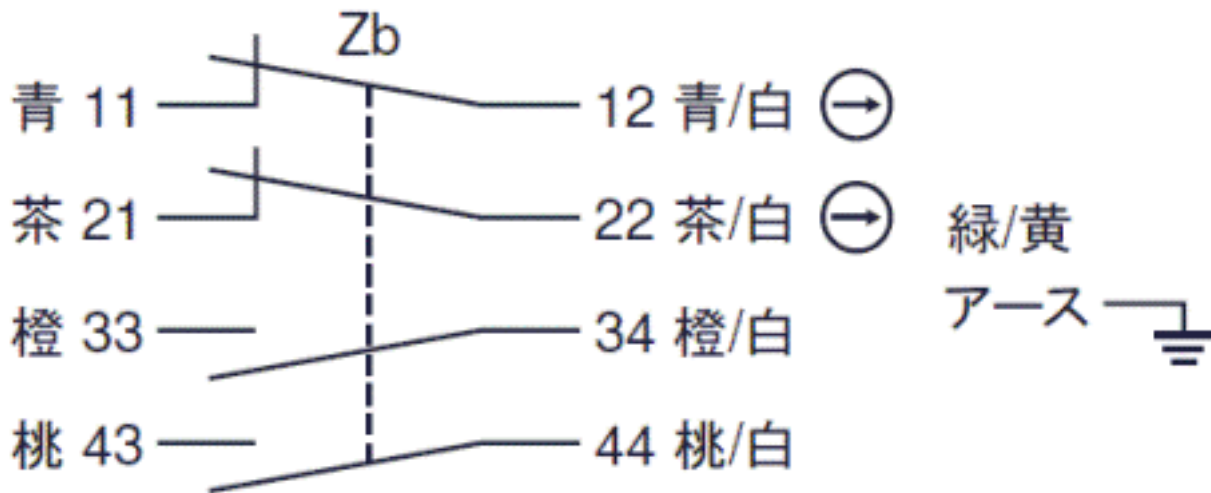 Zb
青 11 12 青/白
茶 21 22 茶/白
緑/黄
アース
橙 33 34 橙/白
桃 43 44 桃/白